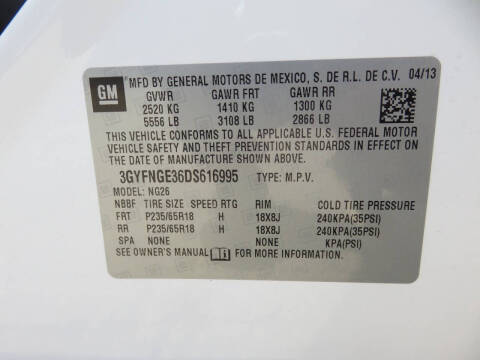 GM MFD BY GENERAL MOTORS DE MEXICO, S. DE R.L. DE C.V. 04/13
GVWR GAWR FRT GAWR RR
2520 KG 1410 KG 1300 KG
5556 LB 3108 LB 2866 LB
THIS VEHICLE CONFORMS TO ALL APPLICABLE U.S. FEDERAL MOTOR
VEHICLE SAFETY AND THEFT PREVENTION STANDARDS IN EFFECT ON
THE DATE OF MANUFACTURE SHOWN ABOVE.
3GYFNGE36DS616995 TYPE: M.P.V.
MODEL: NG26
NBBF TIRE SIZE SPEED RTG RIM COLD TIRE PRESSURE
FRT P235/65R18 H 18X8J 240KPA(35PSI)
RR P235/65R18 H 18X8J 240KPA(35PSI)
SPA NONE NONE KPA(PSI)
SEE OWNER'S MANUAL FOR MORE INFORMATION.